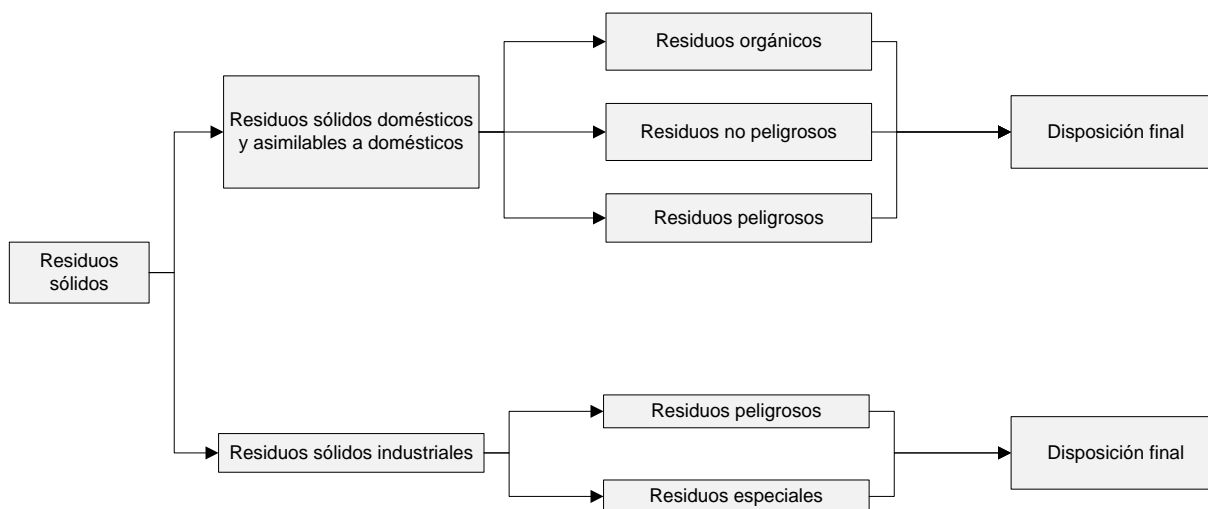 Residuos orgánicos
Residuos sólidos domésticos
y asimilables a domésticos
Residuos no peligrosos
Disposición final
Residuos peligrosos
Residuos
sólidos
Residuos peligrosos
Residuos sólidos industriales
Disposición final
Residuos especiales